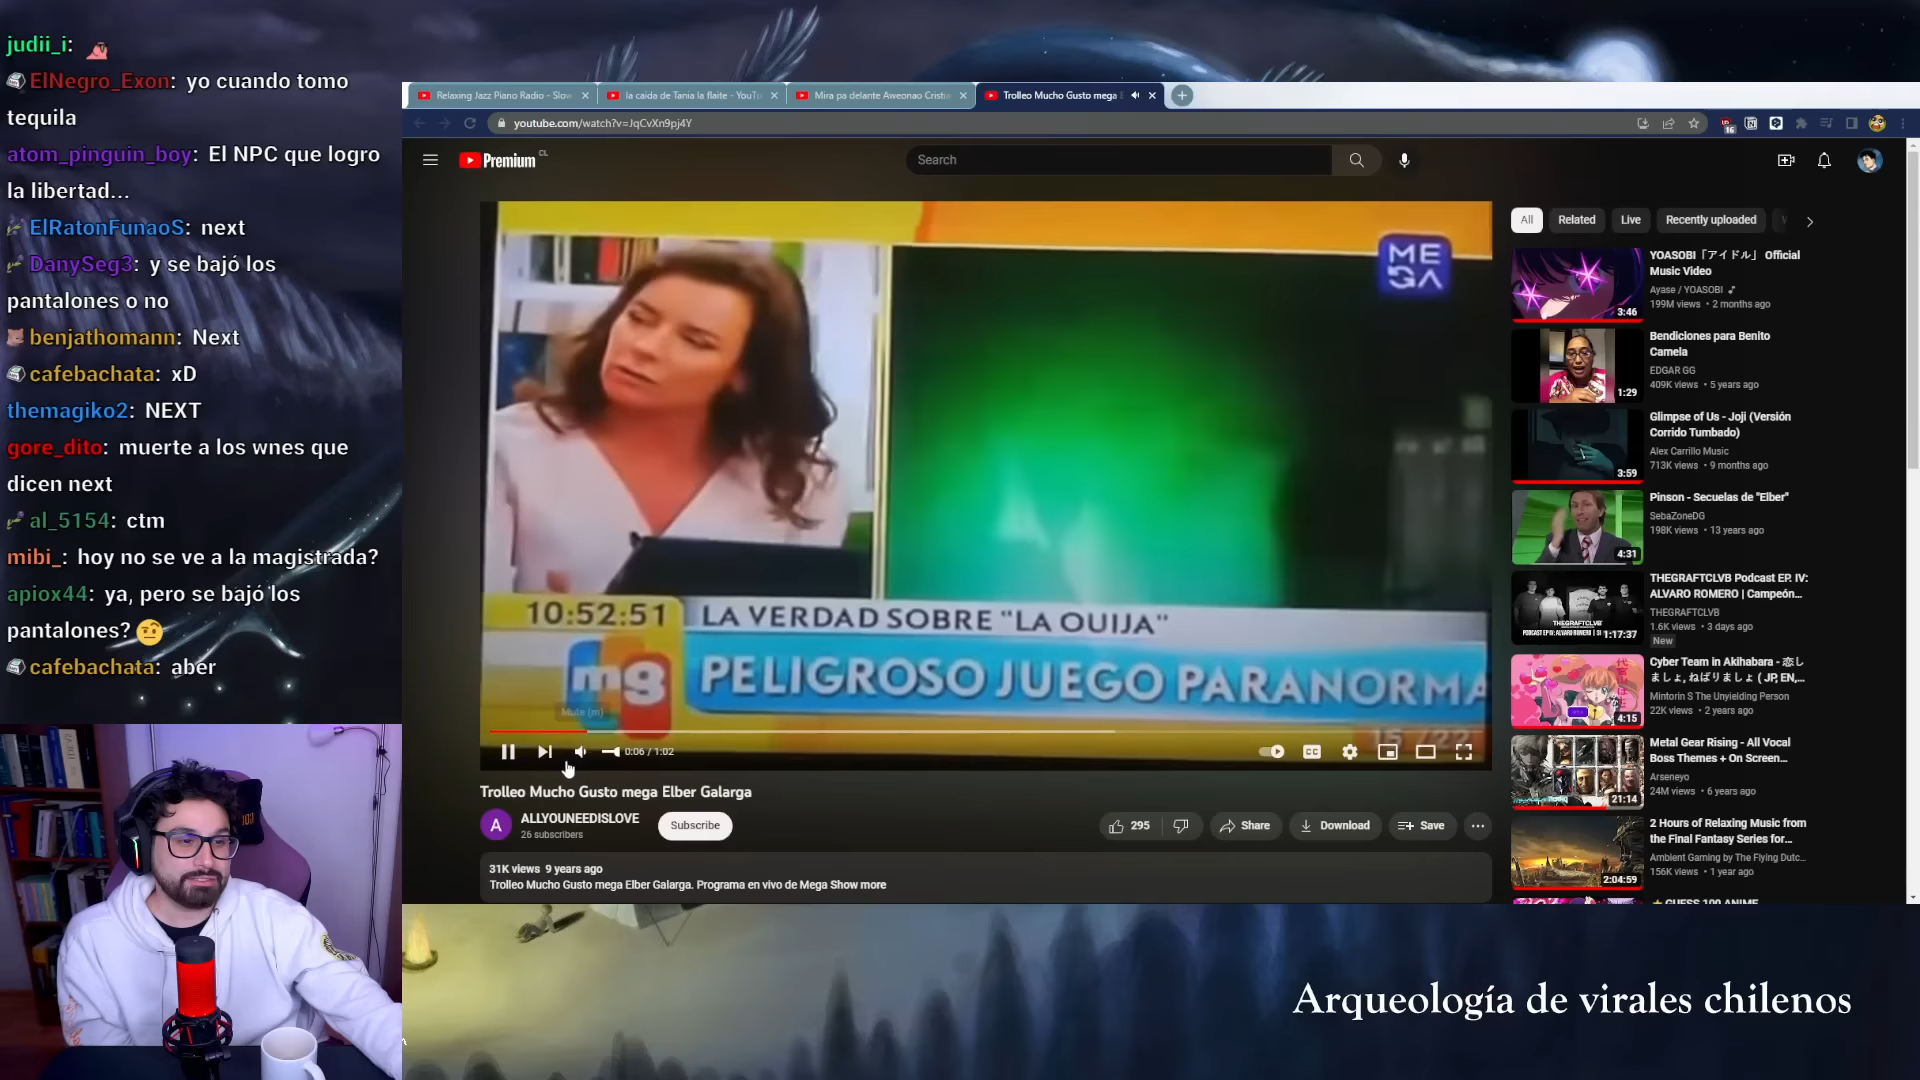 judii_i:
ElNegro_Exon: yo cuando tomo
tequila
atom_pinguin_boy: El NPC que logro
la libertad...
ElRatonFunaoS: next
DanySeg3: y se bajó los
pantalones o no
benjathomann: Next
cafebachata: xD
themagiko2: NEXT
gore_dito: muerte a los wnes que
dicen next
al_5154: ctm
mibi_: hoy no se ve a la magistrada?
apiox44: ya, pero se bajó los
pantalones?
cafebachata: aber
Relaxing Jazz Piano Radio - Slow
la caida de Tania la flaite - YouTu
Mira pa delante Aweonao Cristia
Trolleo Mucho Gusto mega
youtube.com/watch?v=JqCvXn9pj4Y
16
Premium CL
Search
MEGA
10:52:51
LA VERDAD SOBRE "LA OUIJA"
mg
PELIGROSO JUEGO PARANORMA
Mute (m)
15 / 22
0:06 / 1:02
CC
Trolleo Mucho Gusto mega Elber Galarga
A
ALLYOUNEEDISLOVE
26 subscribers
Subscribe
295
Share
Download
Save
31K views 9 years ago
Trolleo Mucho Gusto mega Elber Galarga. Programa en vivo de Mega Show more
All
Related
Live
Recently uploaded
YOASOBI「アイドル」 Official
Music Video
Ayase / YOASOBI
199M views • 2 months ago
3:46
Bendiciones para Benito
Camela
EDGAR GG
409K views • 5 years ago
1:29
Glimpse of Us - Joji (Versión
Corrido Tumbado)
Alex Carrillo Music
713K views • 9 months ago
3:59
Pinson - Secuelas de "Elber"
SebaZoneDG
198K views • 13 years ago
4:31
THEGRAFTCLVB Podcast EP. IV:
ALVARO ROMERO | Campeón...
THEGRAFTCLVB
1.6K views • 3 days ago
New
THEGRAFTCLVB
1:17:37
Cyber Team in Akihabara - 恋し
ましょ, ねばりましょ ( JP, EN,...
Mintorin S The Unyielding Person
22K views • 2 years ago
4:15
Metal Gear Rising - All Vocal
Boss Themes + On Screen...
Arseneyo
24M views • 6 years ago
21:14
2 Hours of Relaxing Music from
the Final Fantasy Series for...
Ambient Gaming by The Flying Dutc...
156K views • 1 year ago
2:04:59
GUESS 100 ANIME
Arqueología de virales chilenos